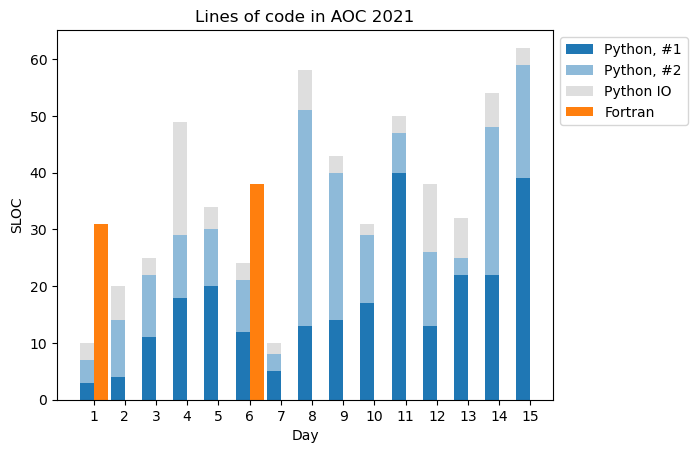 Lines of code in AOC 2021
Python, #1
Python, #2
Python IO
Fortran
SLOC
60
50
40
30
20
10
0
1 2 3 4 5 6 7 8 9 10 11 12 13 14 15
Day